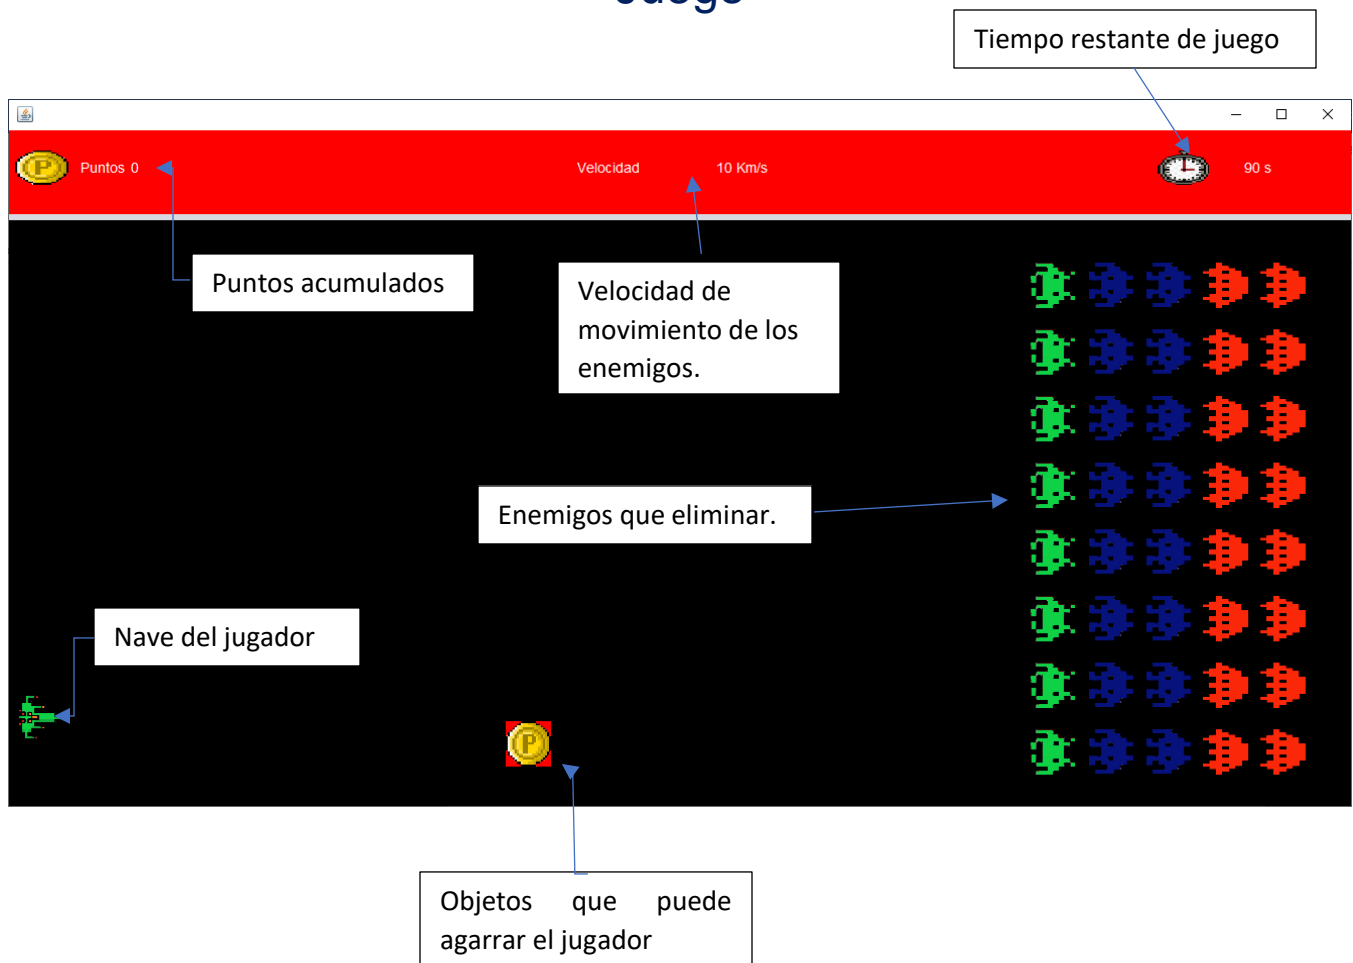 Juego
Tiempo restante de juego
Puntos 0
Velocidad
10 Km/s
90 s
Puntos acumulados
Velocidad de
movimiento de los
enemigos.
Enemigos que eliminar.
Nave del jugador
P
Objetos que puede
agarrar el jugador